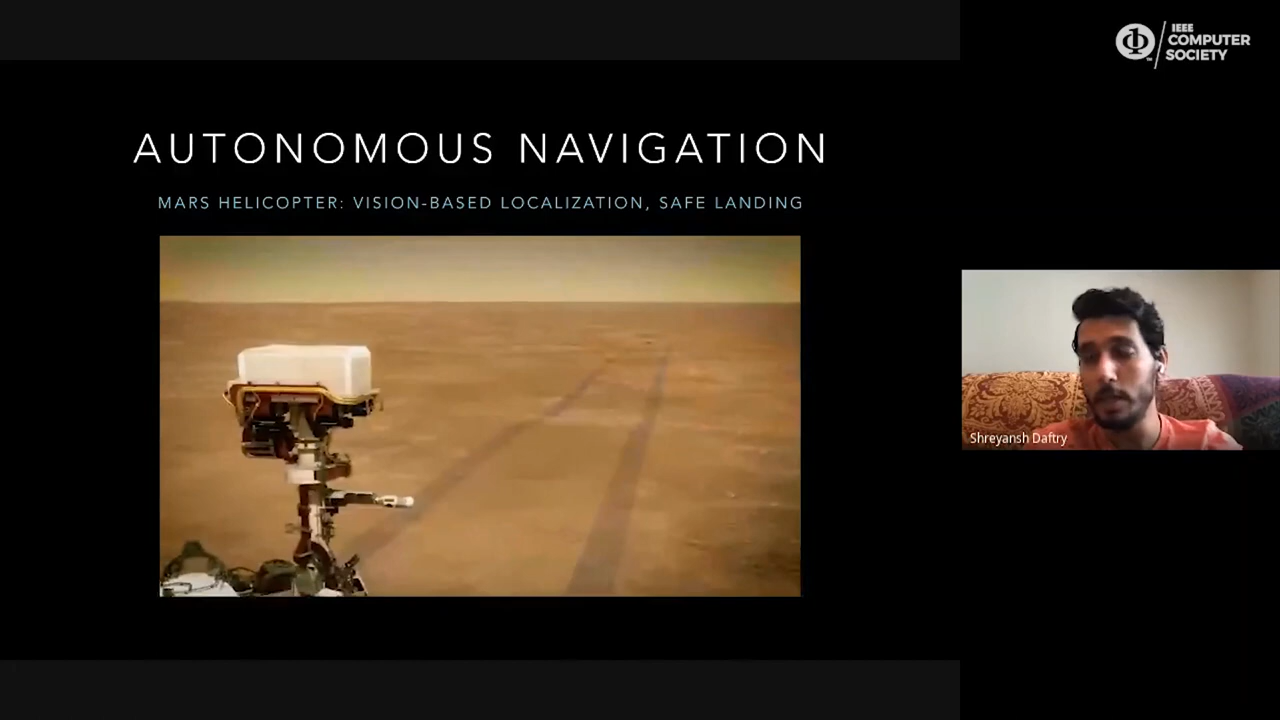 IEEE
COMPUTER
SOCIETY
AUTONOMOUS NAVIGATION
MARS HELICOPTER: VISION-BASED LOCALIZATION, SAFE LANDING
Shreyansh Daftry